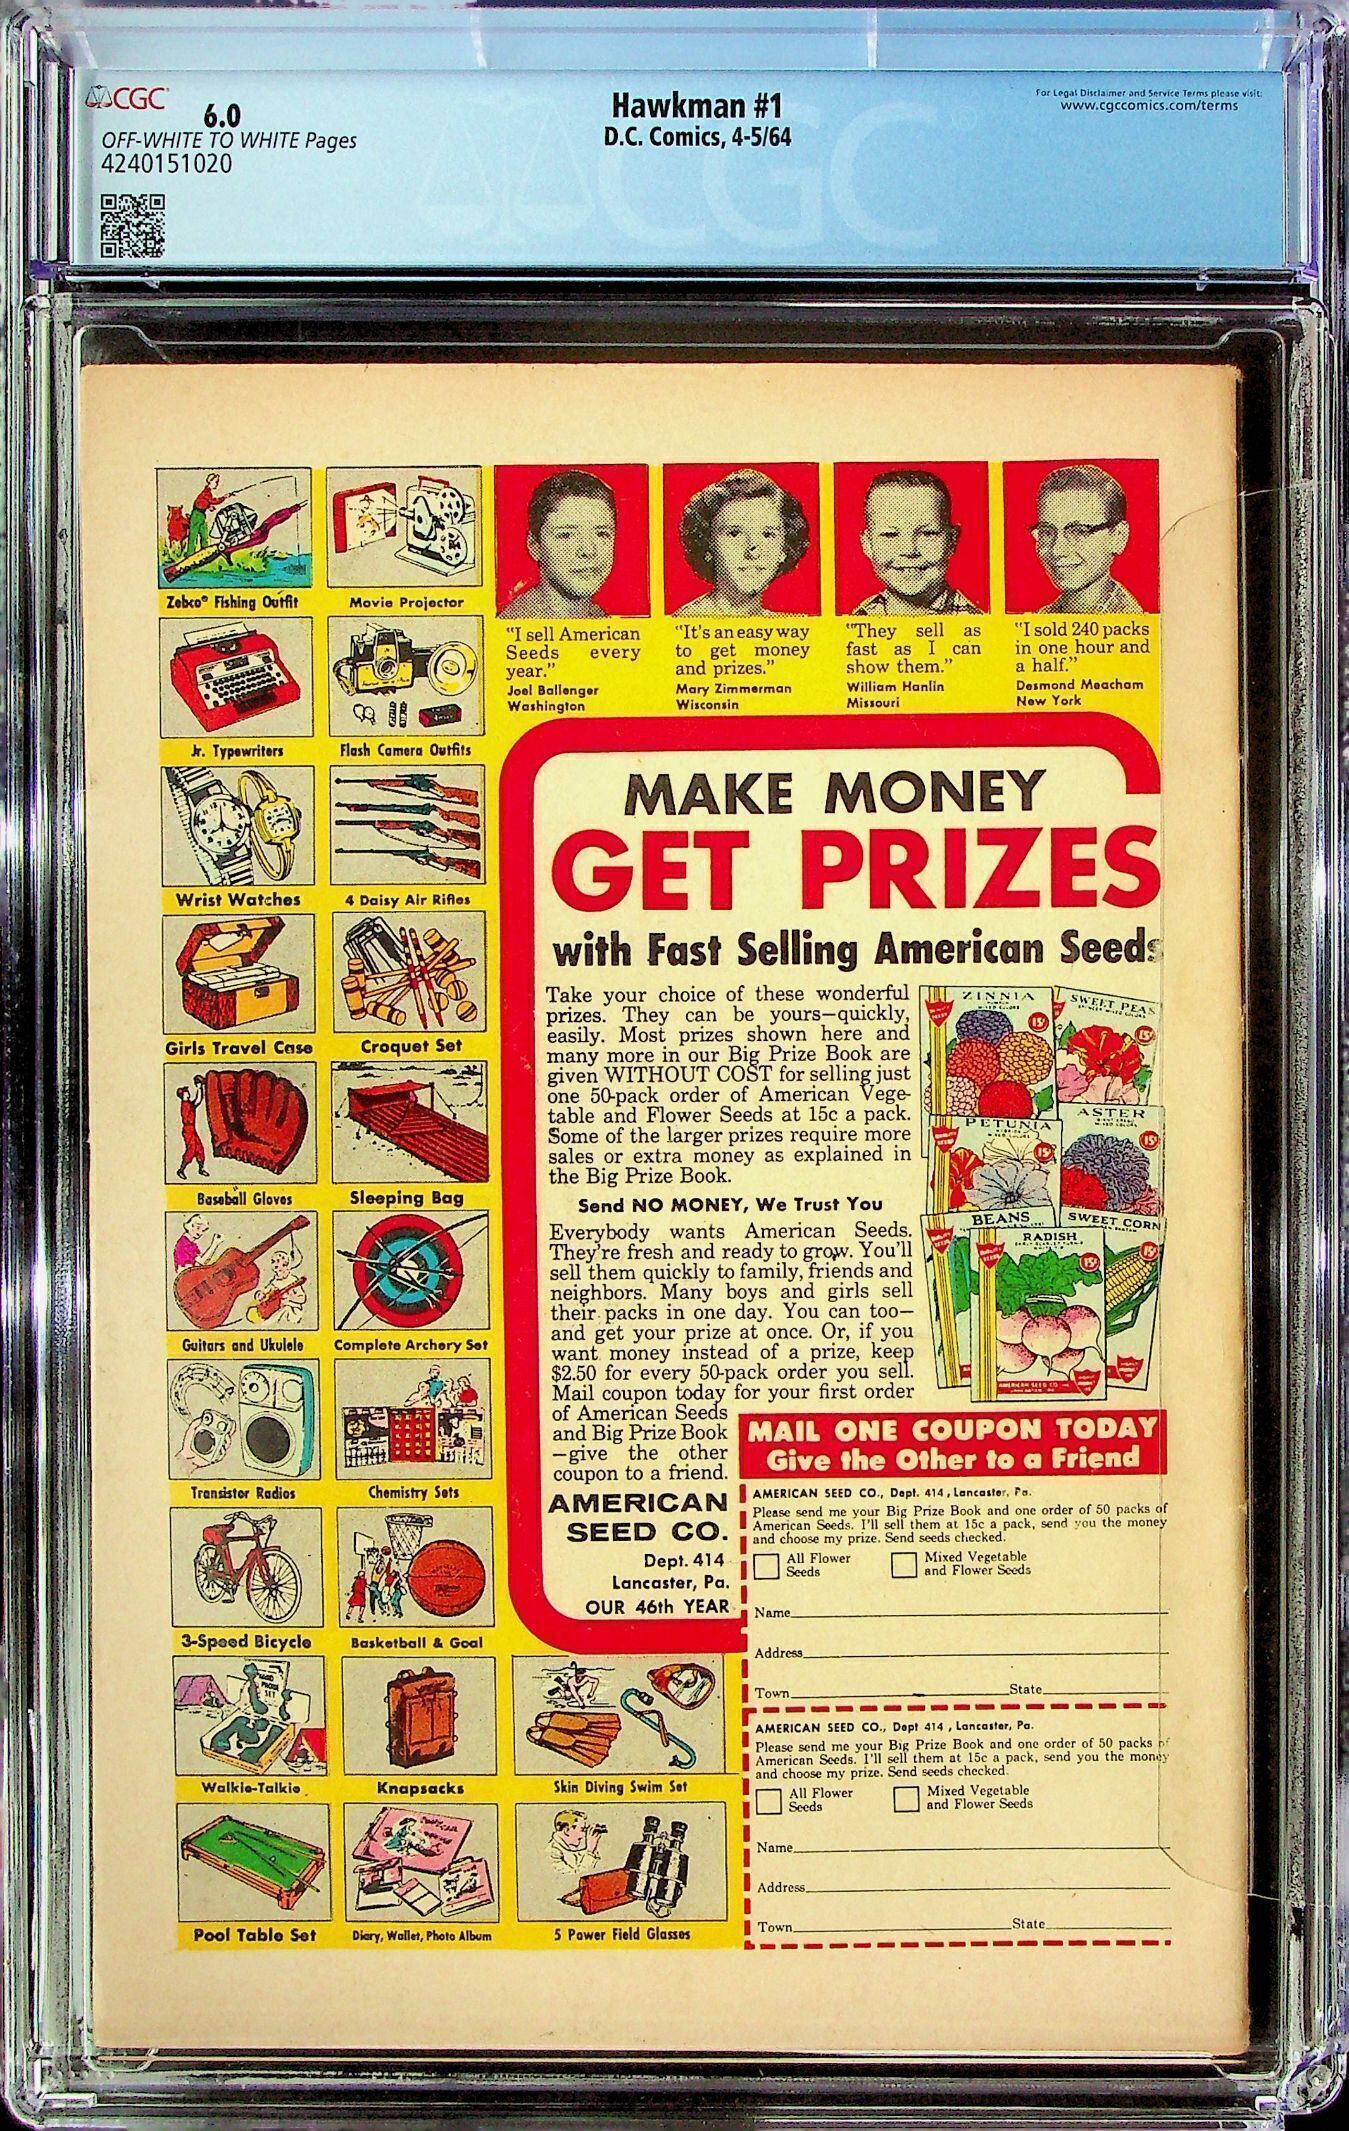 CGC
6.0
OFF-WHITE TO WHITE Pages
4240151020
Hawkman #1
D.C. Comics, 4-5/64
For Legal Disclaimer and Service Terms please visit:
www.cgccomics.com/terms
CGC
Zebco® Fishing Outfit
Movie Projector
Jr. Typewriters
Flash Camera Outfits
Wrist Watches
4 Daisy Air Rifles
Girls Travel Case
Croquet Set
Baseball Gloves
Sleeping Bag
Guitars and Ukulele
Complete Archery Set
Transistor Radios
Chemistry Sets
3-Speed Bicycle
Basketball & Goal
Walkie-Talkie
Knapsacks
Skin Diving Swim Set
Pool Table Set
Diary, Wallet, Photo Album
5 Power Field Glasses
"I sell American
Seeds every
year."
Joel Ballenger
Washington
"It's an easy way
to get money
and prizes."
Mary Zimmerman
Wisconsin
"They sell as
fast as I can
show them."
William Hanlin
Missouri
"I sold 240 packs
in one hour and
a half."
Desmond Meacham
New York
MAKE MONEY
GET PRIZES
with Fast Selling American Seeds
Take your choice of these wonderful
prizes. They can be yours—quickly,
easily. Most prizes shown here and
many more in our Big Prize Book are
given WITHOUT COST for selling just
one 50-pack order of American Vege-
table and Flower Seeds at 15c a pack.
Some of the larger prizes require more
sales or extra money as explained in
the Big Prize Book.
Send NO MONEY, We Trust You
Everybody wants American Seeds.
They're fresh and ready to grow. You'll
sell them quickly to family, friends and
neighbors. Many boys and girls sell
their packs in one day. You can too—
and get your prize at once. Or, if you
want money instead of a prize, keep
$2.50 for every 50-pack order you sell.
Mail coupon today for your first order
of American Seeds
and Big Prize Book
—give the other
coupon to a friend.
AMERICAN
SEED CO.
Dept. 414
Lancaster, Pa.
OUR 46th YEAR
ZINNIA
15¢
SWEET PEAS
15¢
PETUNIA
15¢
ASTER
15¢
BEANS
SWEET CORN
15¢
RADISH
15¢
AMERICAN SEED CO.
MAIL ONE COUPON TODAY
Give the Other to a Friend
AMERICAN SEED CO., Dept. 414, Lancaster, Pa.
Please send me your Big Prize Book and one order of 50 packs of
American Seeds. I'll sell them at 15c a pack, send you the money
and choose my prize. Send seeds checked.
All Flower
Seeds
Mixed Vegetable
and Flower Seeds
Name
Address
Town State
AMERICAN SEED CO., Dept 414, Lancaster, Pa.
Please send me your Big Prize Book and one order of 50 packs of
American Seeds. I'll sell them at 15c a pack, send you the money
and choose my prize. Send seeds checked.
All Flower
Seeds
Mixed Vegetable
and Flower Seeds
Name
Address
Town State